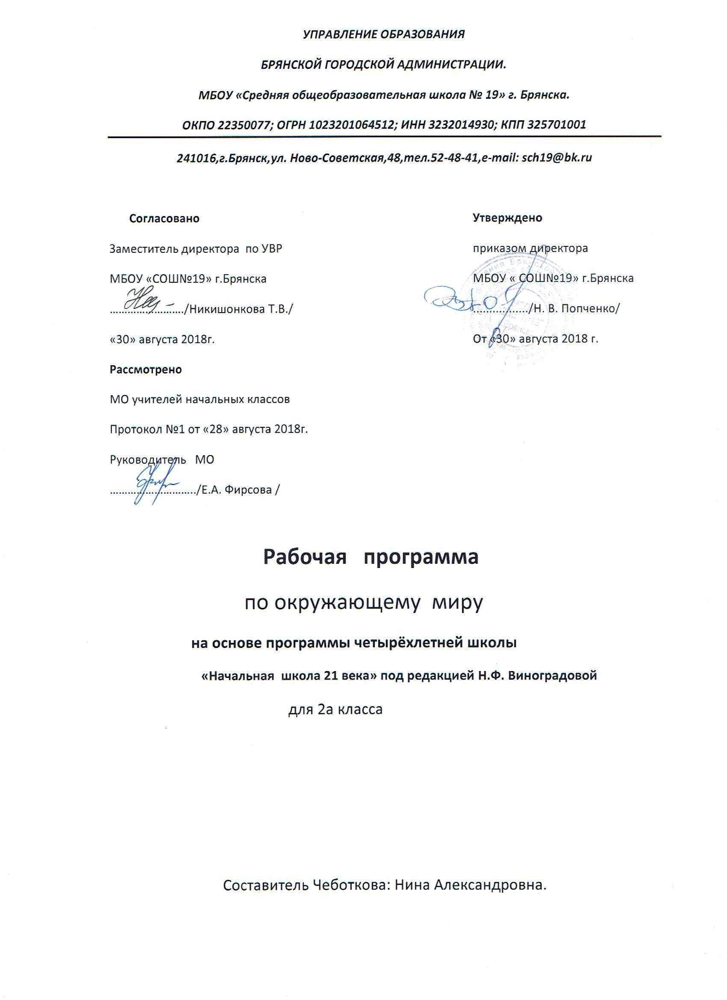 УПРАВЛЕНИЕ ОБРАЗОВАНИЯ
БРЯНСКОЙ ГОРОДСКОЙ АДМИНИСТРАЦИИ.
МБОУ «Средняя общеобразовательная школа № 19» г. Брянска.
ОКПО 22350077; ОГРН 1023201064512; ИНН 3232014930; КПП 325701001
241016,г.Брянск,ул. Ново-Советская,48,тел.52-48-41,e-mail: sch19@bk.ru
Согласовано
Заместитель директора по УВР
МБОУ «СОШ№19» г.Брянска
........................./Никишонкова Т.В./
«30» августа 2018г.
Утверждено
приказом директора
МБОУ « СОШ№19» г.Брянска
................../Н. В. Попченко/
От «30» августа 2018 г.
Рассмотрено
МО учителей начальных классов
Протокол №1 от «28» августа 2018г.
Руководитель МО
............................./Е.А. Фирсова /
Рабочая программа
по окружающему миру
на основе программы четырёхлетней школы
«Начальная школа 21 века» под редакцией Н.Ф. Виноградовой
для 2а класса
Составитель Чеботкова: Нина Александровна.